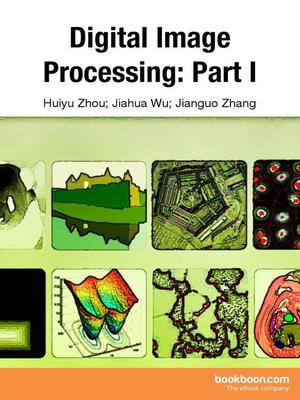 Digital Image
Processing: Part I
Huiyu Zhou; Jiahua Wu; Jianguo Zhang
bookboon.com
The eBook company